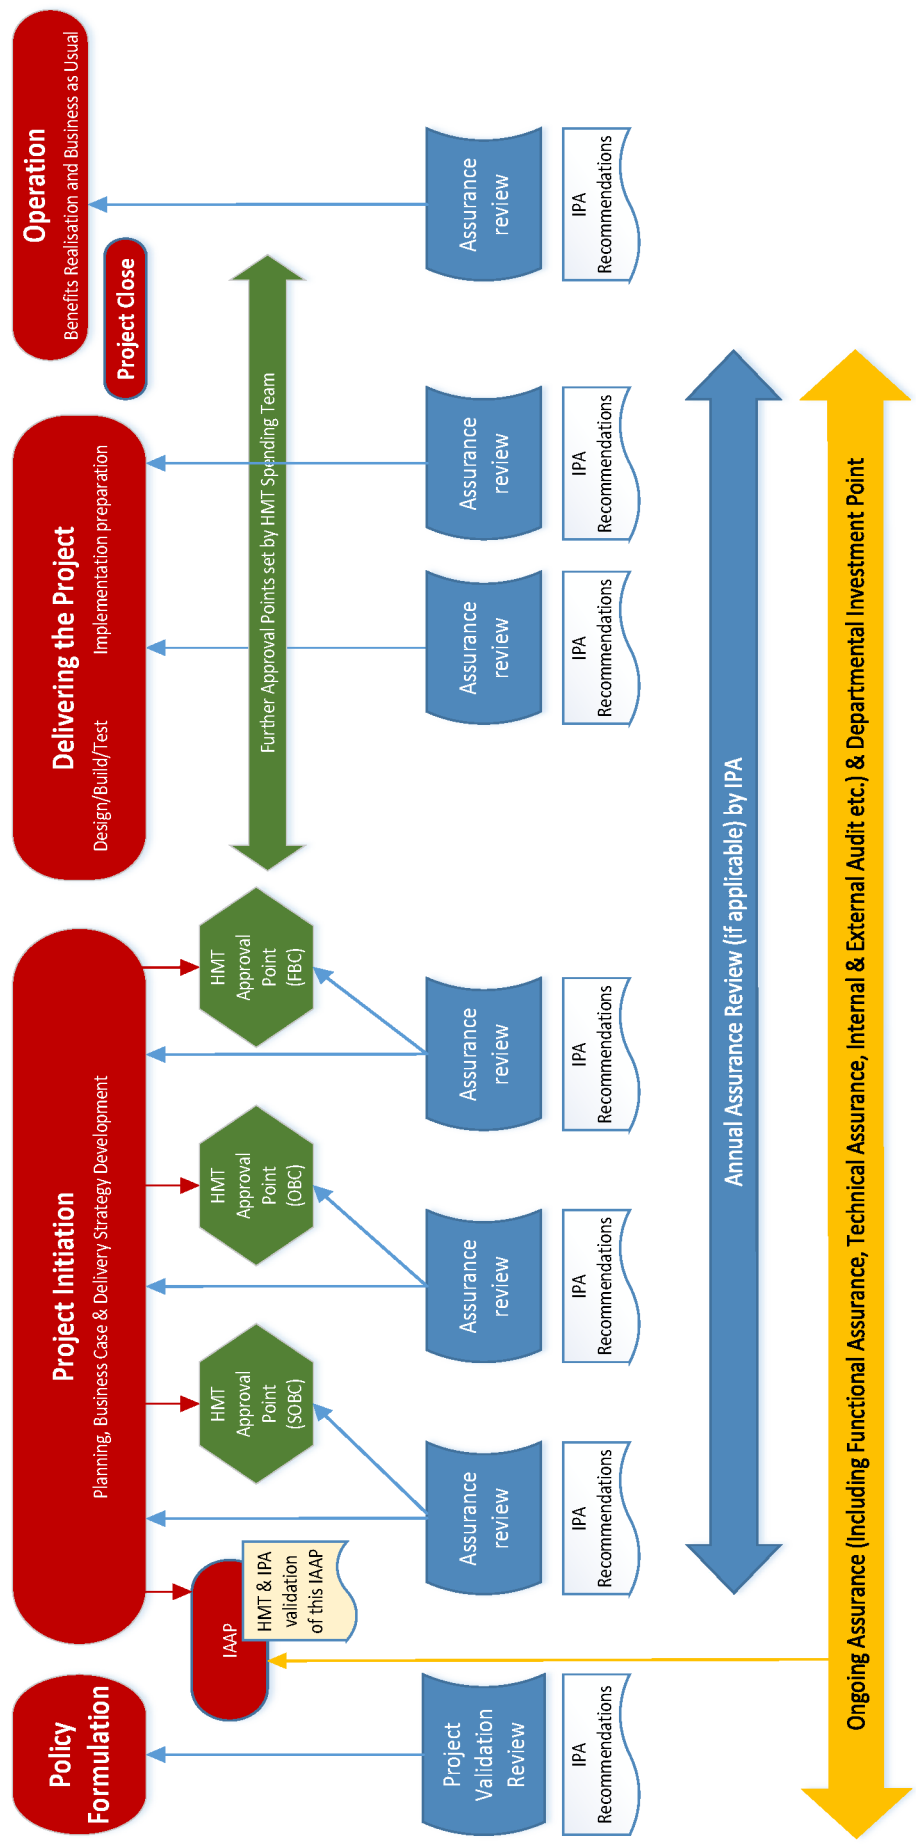 Policy
Formulation
Project Initiation
Planning, Business Case & Delivery Strategy Development
Delivering the Project
Design/Build/Test
Implementation preparation
Operation
Benefits Realisation and Business as Usual
Project Close
IAAP
HMT & IPA
validation
of this IAAP
HMT
Approval
Point
(SOBC)
HMT
Approval
Point
(OBC)
HMT
Approval
Point
(FBC)
Further Approval Points set by HMT Spending Team
Project
Validation
Review
Assurance
review
Assurance
review
Assurance
review
Assurance
review
Assurance
review
Assurance
review
IPA
Recommendations
IPA
Recommendations
IPA
Recommendations
IPA
Recommendations
IPA
Recommendations
IPA
Recommendations
IPA
Recommendations
Annual Assurance Review (if applicable) by IPA
Ongoing Assurance (Including Functional Assurance, Technical Assurance, Internal & External Audit etc.) & Departmental Investment Point